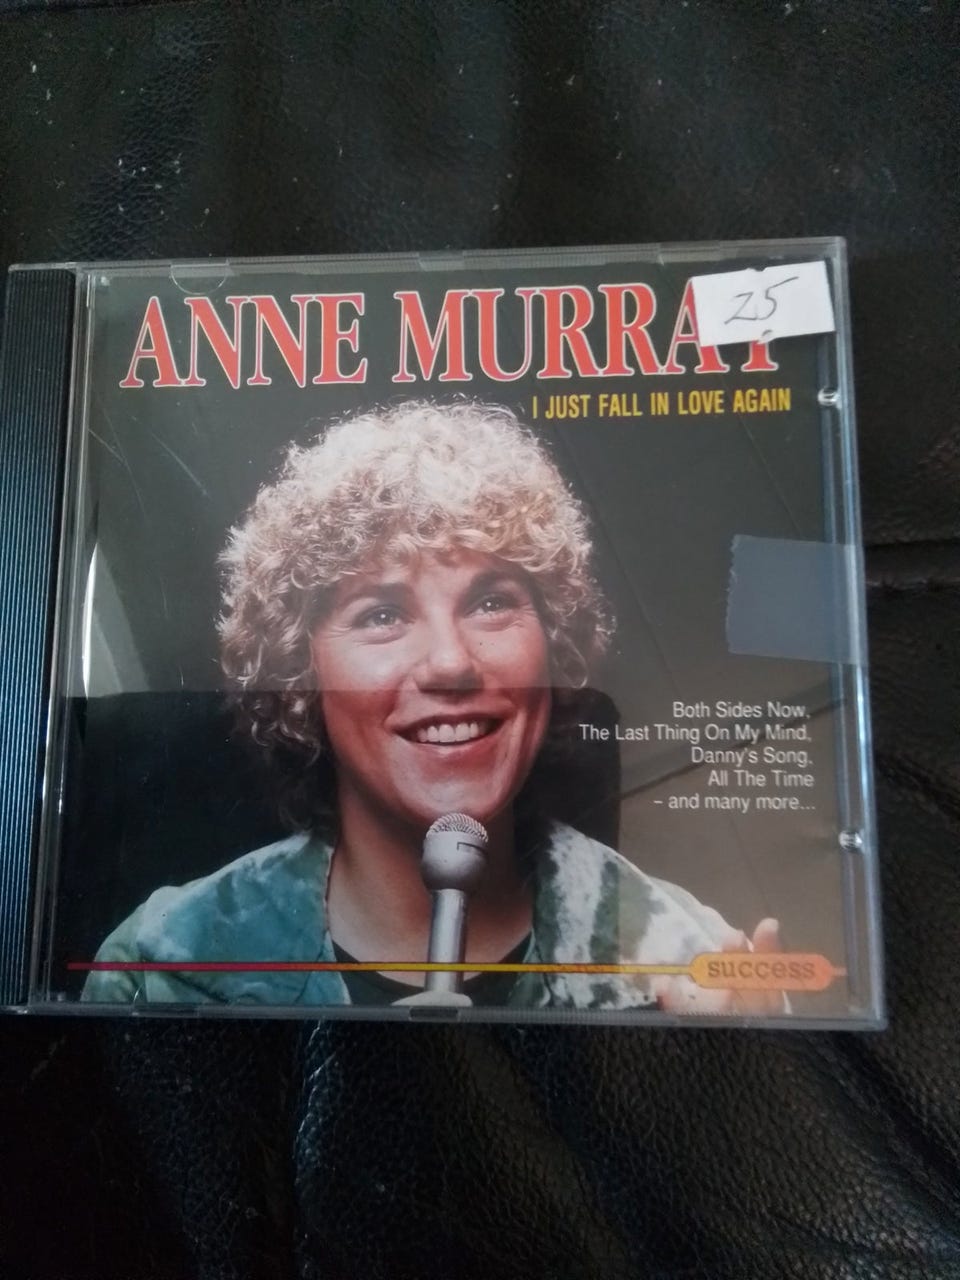 ANNE MURRAY
25
I JUST FALL IN LOVE AGAIN
Both Sides Now,
The Last Thing On My Mind,
Danny's Song,
All The Time
– and many more...
success